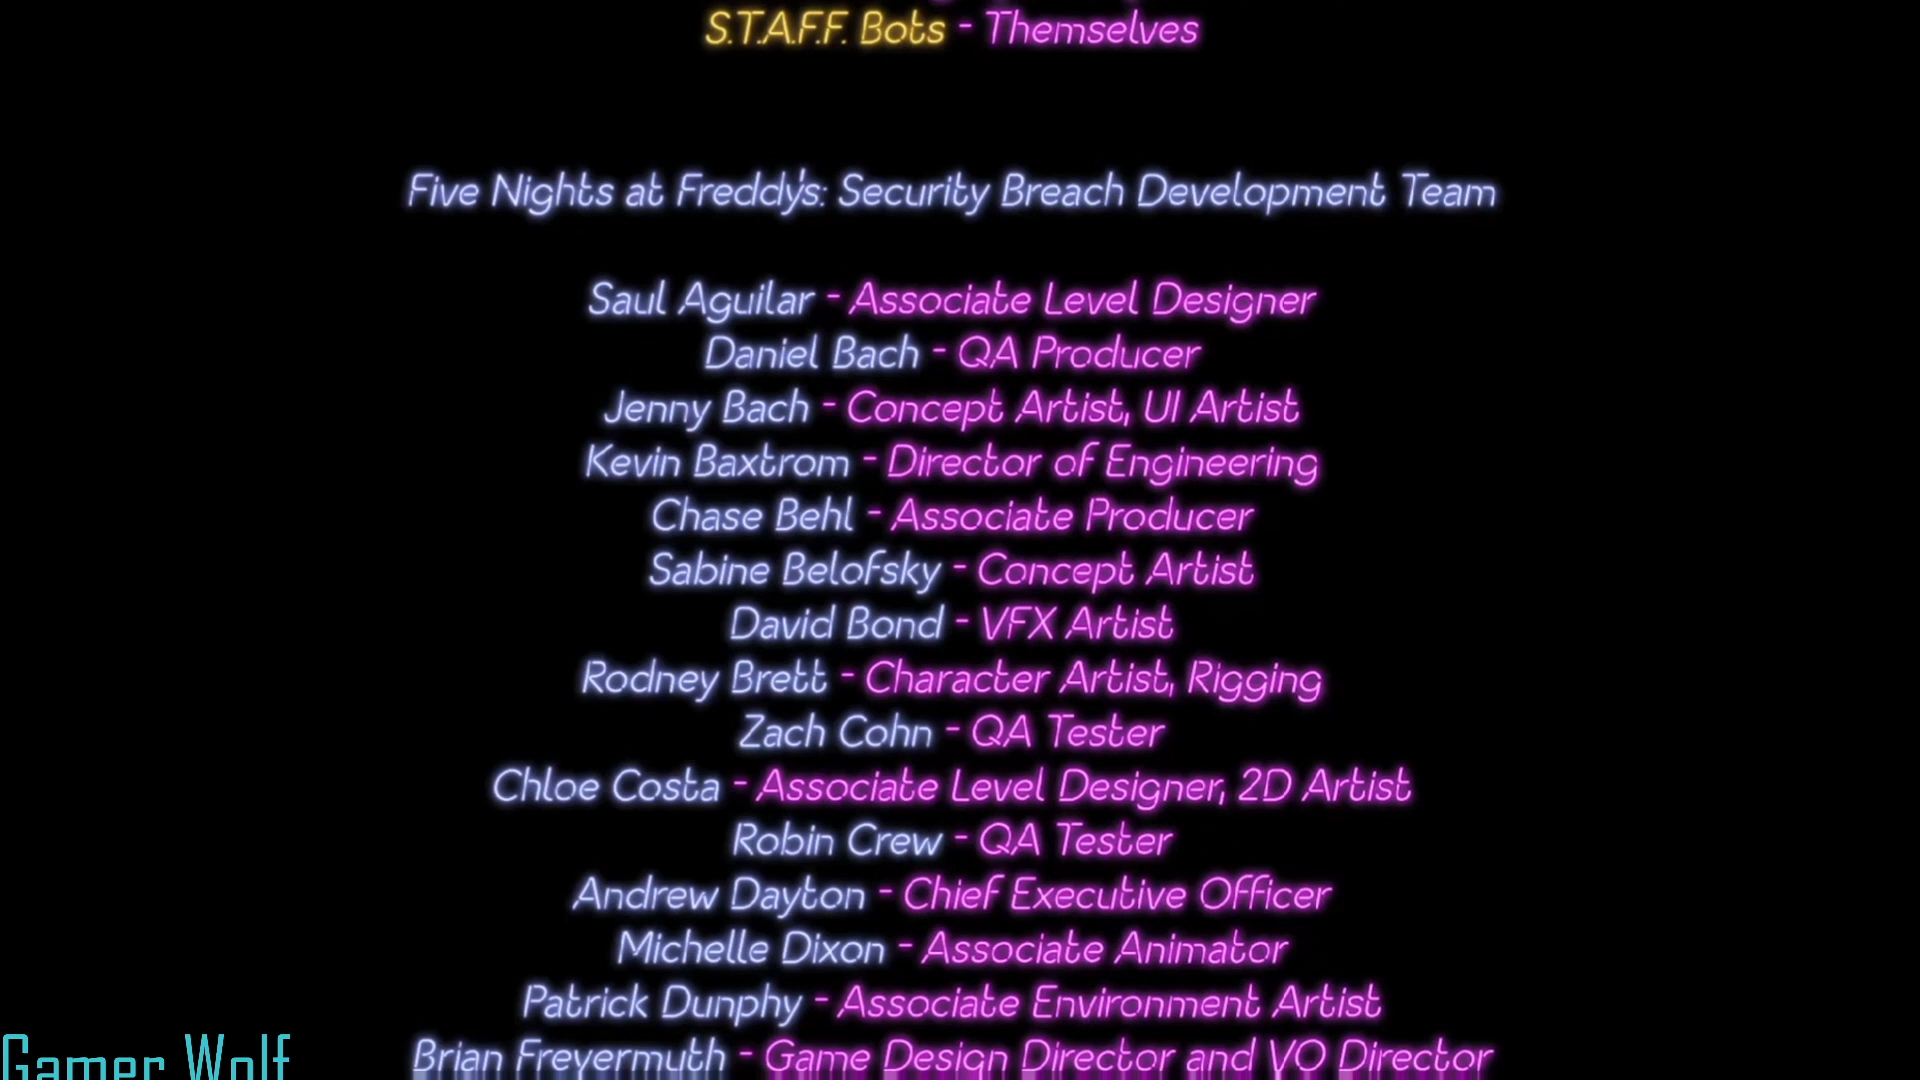 S.T.A.F.F. Bots - Themselves
Five Nights at Freddy's: Security Breach Development Team
Saul Aguilar - Associate Level Designer
Daniel Bach - QA Producer
Jenny Bach - Concept Artist, UI Artist
Kevin Baxtrom - Director of Engineering
Chase Behl - Associate Producer
Sabine Belofsky - Concept Artist
David Bond - VFX Artist
Rodney Brett - Character Artist, Rigging
Zach Cohn - QA Tester
Chloe Costa - Associate Level Designer, 2D Artist
Robin Crew - QA Tester
Andrew Dayton - Chief Executive Officer
Michelle Dixon - Associate Animator
Patrick Dunphy - Associate Environment Artist
Brian Freyermuth - Game Design Director and VO Director
Gamer Wolf